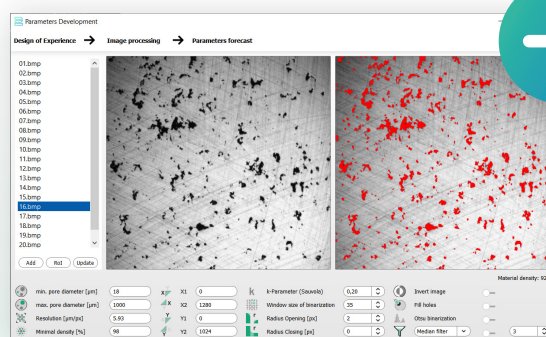 Parameters Development
Design of Experience → Image processing → Parameters forecast
01.bmp
02.bmp
03.bmp
04.bmp
05.bmp
06.bmp
07.bmp
08.bmp
09.bmp
10.bmp
11.bmp
12.bmp
13.bmp
14.bmp
15.bmp
16.bmp
17.bmp
18.bmp
19.bmp
20.bmp
Add RoI Update
Material density: 92
min. pore diameter [µm] 18 X1 0 k-Parameter (Sauvola) 0,20 Invert image
max. pore diameter [µm] 1000 X2 1280 Window size of binarization 35 Fill holes
Resolution [µm/px] 5.93 Y1 0 Radius Opening [px] 2 Otsu binarization
Minimal density [%] 98 Y2 1024 Radius Closing [px] 0 Median filter 3